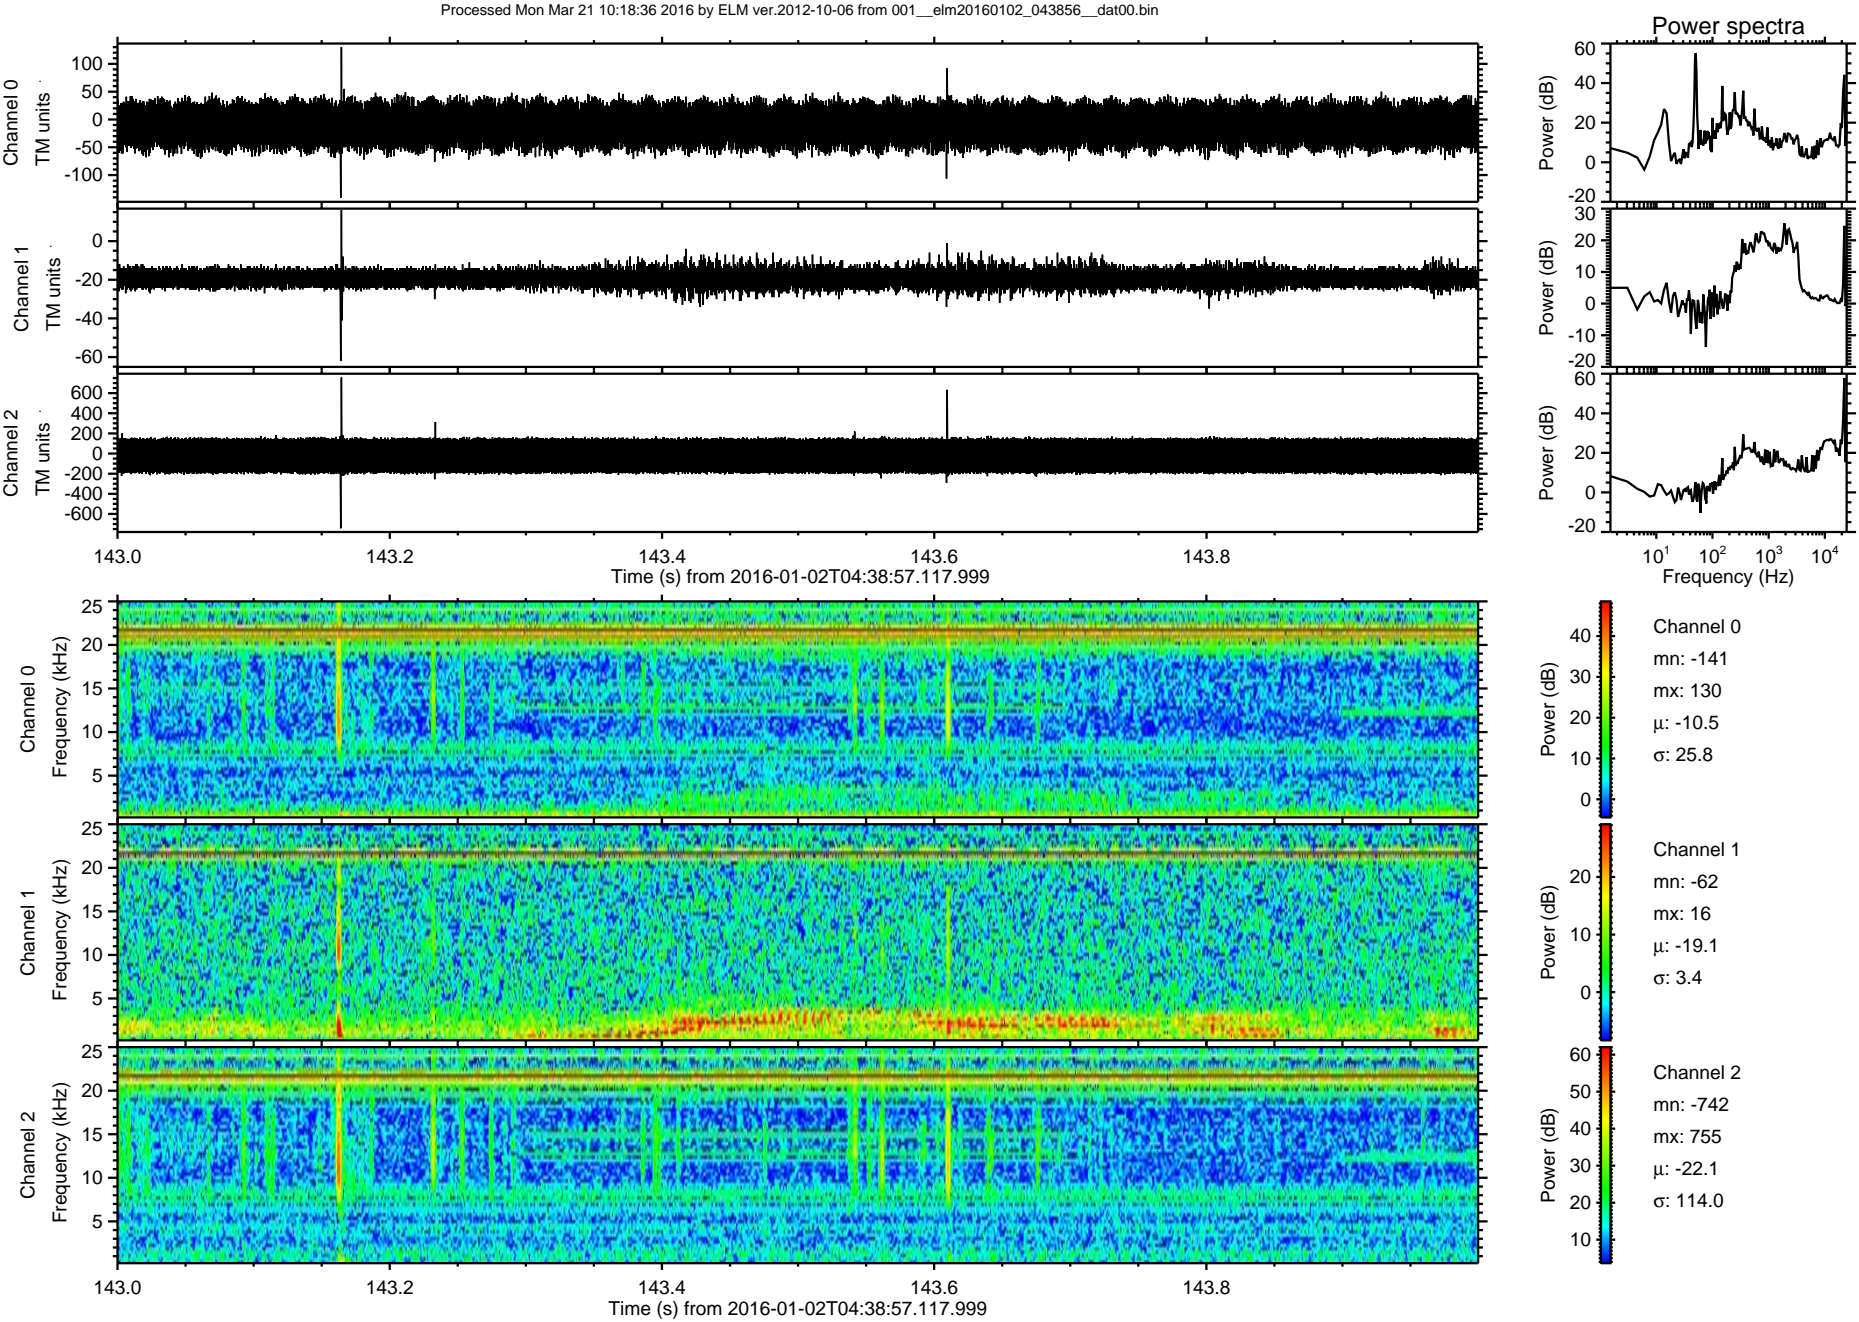 Processed Mon Mar 21 10:18:36 2016 by ELM ver.2012-10-06 from 001__elm20160102_043856__dat00.bin
Power spectra
Channel 0
TM units
100
50
0
-50
-100
Power (dB)
60
40
20
0
-20
Channel 1
TM units
0
-20
-40
-60
Power (dB)
30
20
10
0
-10
-20
Channel 2
TM units
600
400
200
0
-200
-400
-600
Power (dB)
60
40
20
0
-20
143.0 143.2 143.4 143.6 143.8
Time (s) from 2016-01-02T04:38:57.117.999
10^1 10^2 10^3 10^4
Frequency (Hz)
Channel 0
Frequency (kHz)
25
20
15
10
5
Power (dB)
40
30
20
10
0
Channel 0
mn: -141
mx: 130
μ: -10.5
σ: 25.8
Channel 1
Frequency (kHz)
25
20
15
10
5
Power (dB)
20
10
0
Channel 1
mn: -62
mx: 16
μ: -19.1
σ: 3.4
Channel 2
Frequency (kHz)
25
20
15
10
5
Power (dB)
60
50
40
30
20
10
Channel 2
mn: -742
mx: 755
μ: -22.1
σ: 114.0
143.0 143.2 143.4 143.6 143.8
Time (s) from 2016-01-02T04:38:57.117.999